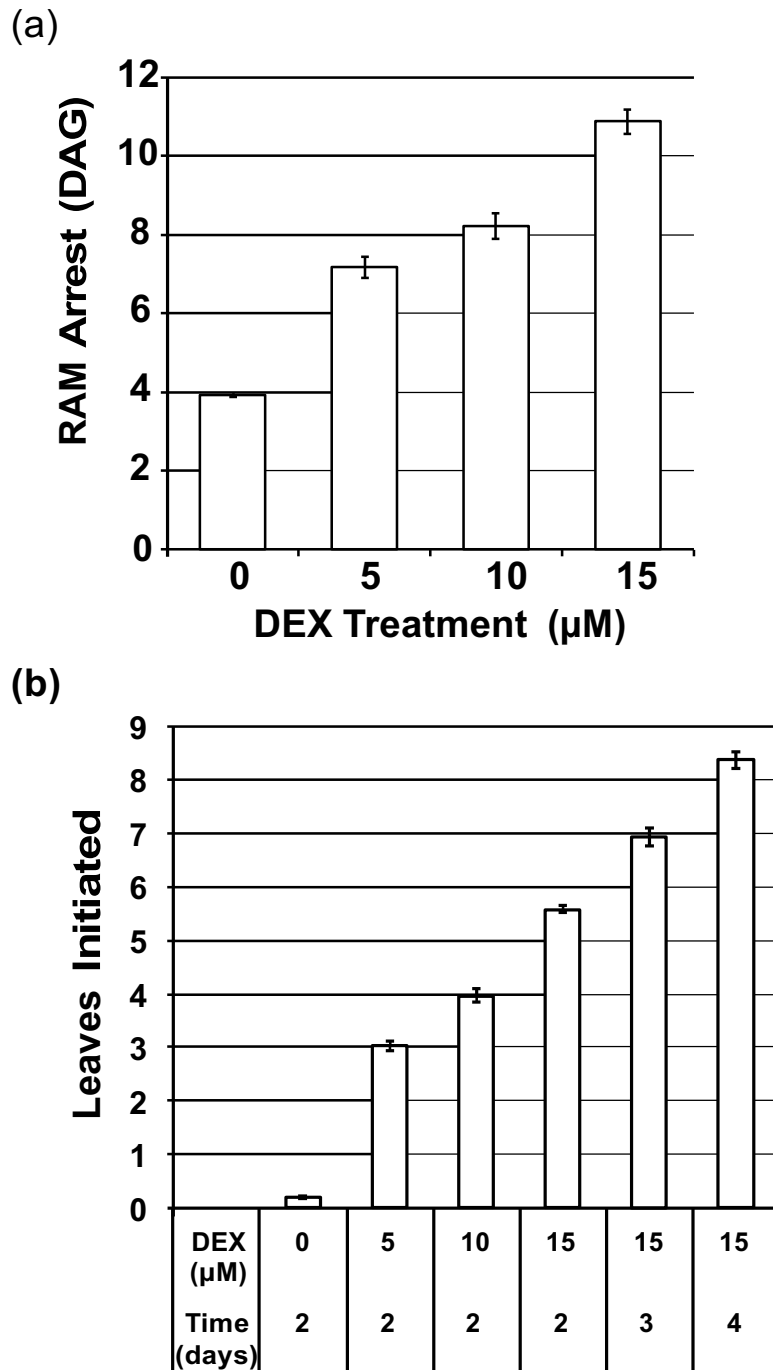 (a)
RAM Arrest (DAG)
12
10
8
6
4
2
0
0 5 10 15
DEX Treatment (µM)
(b)
Leaves Initiated
9
8
7
6
5
4
3
2
1
0
DEX 0 5 10 15 15 15
(µM)
Time 2 2 2 2 3 4
(days)